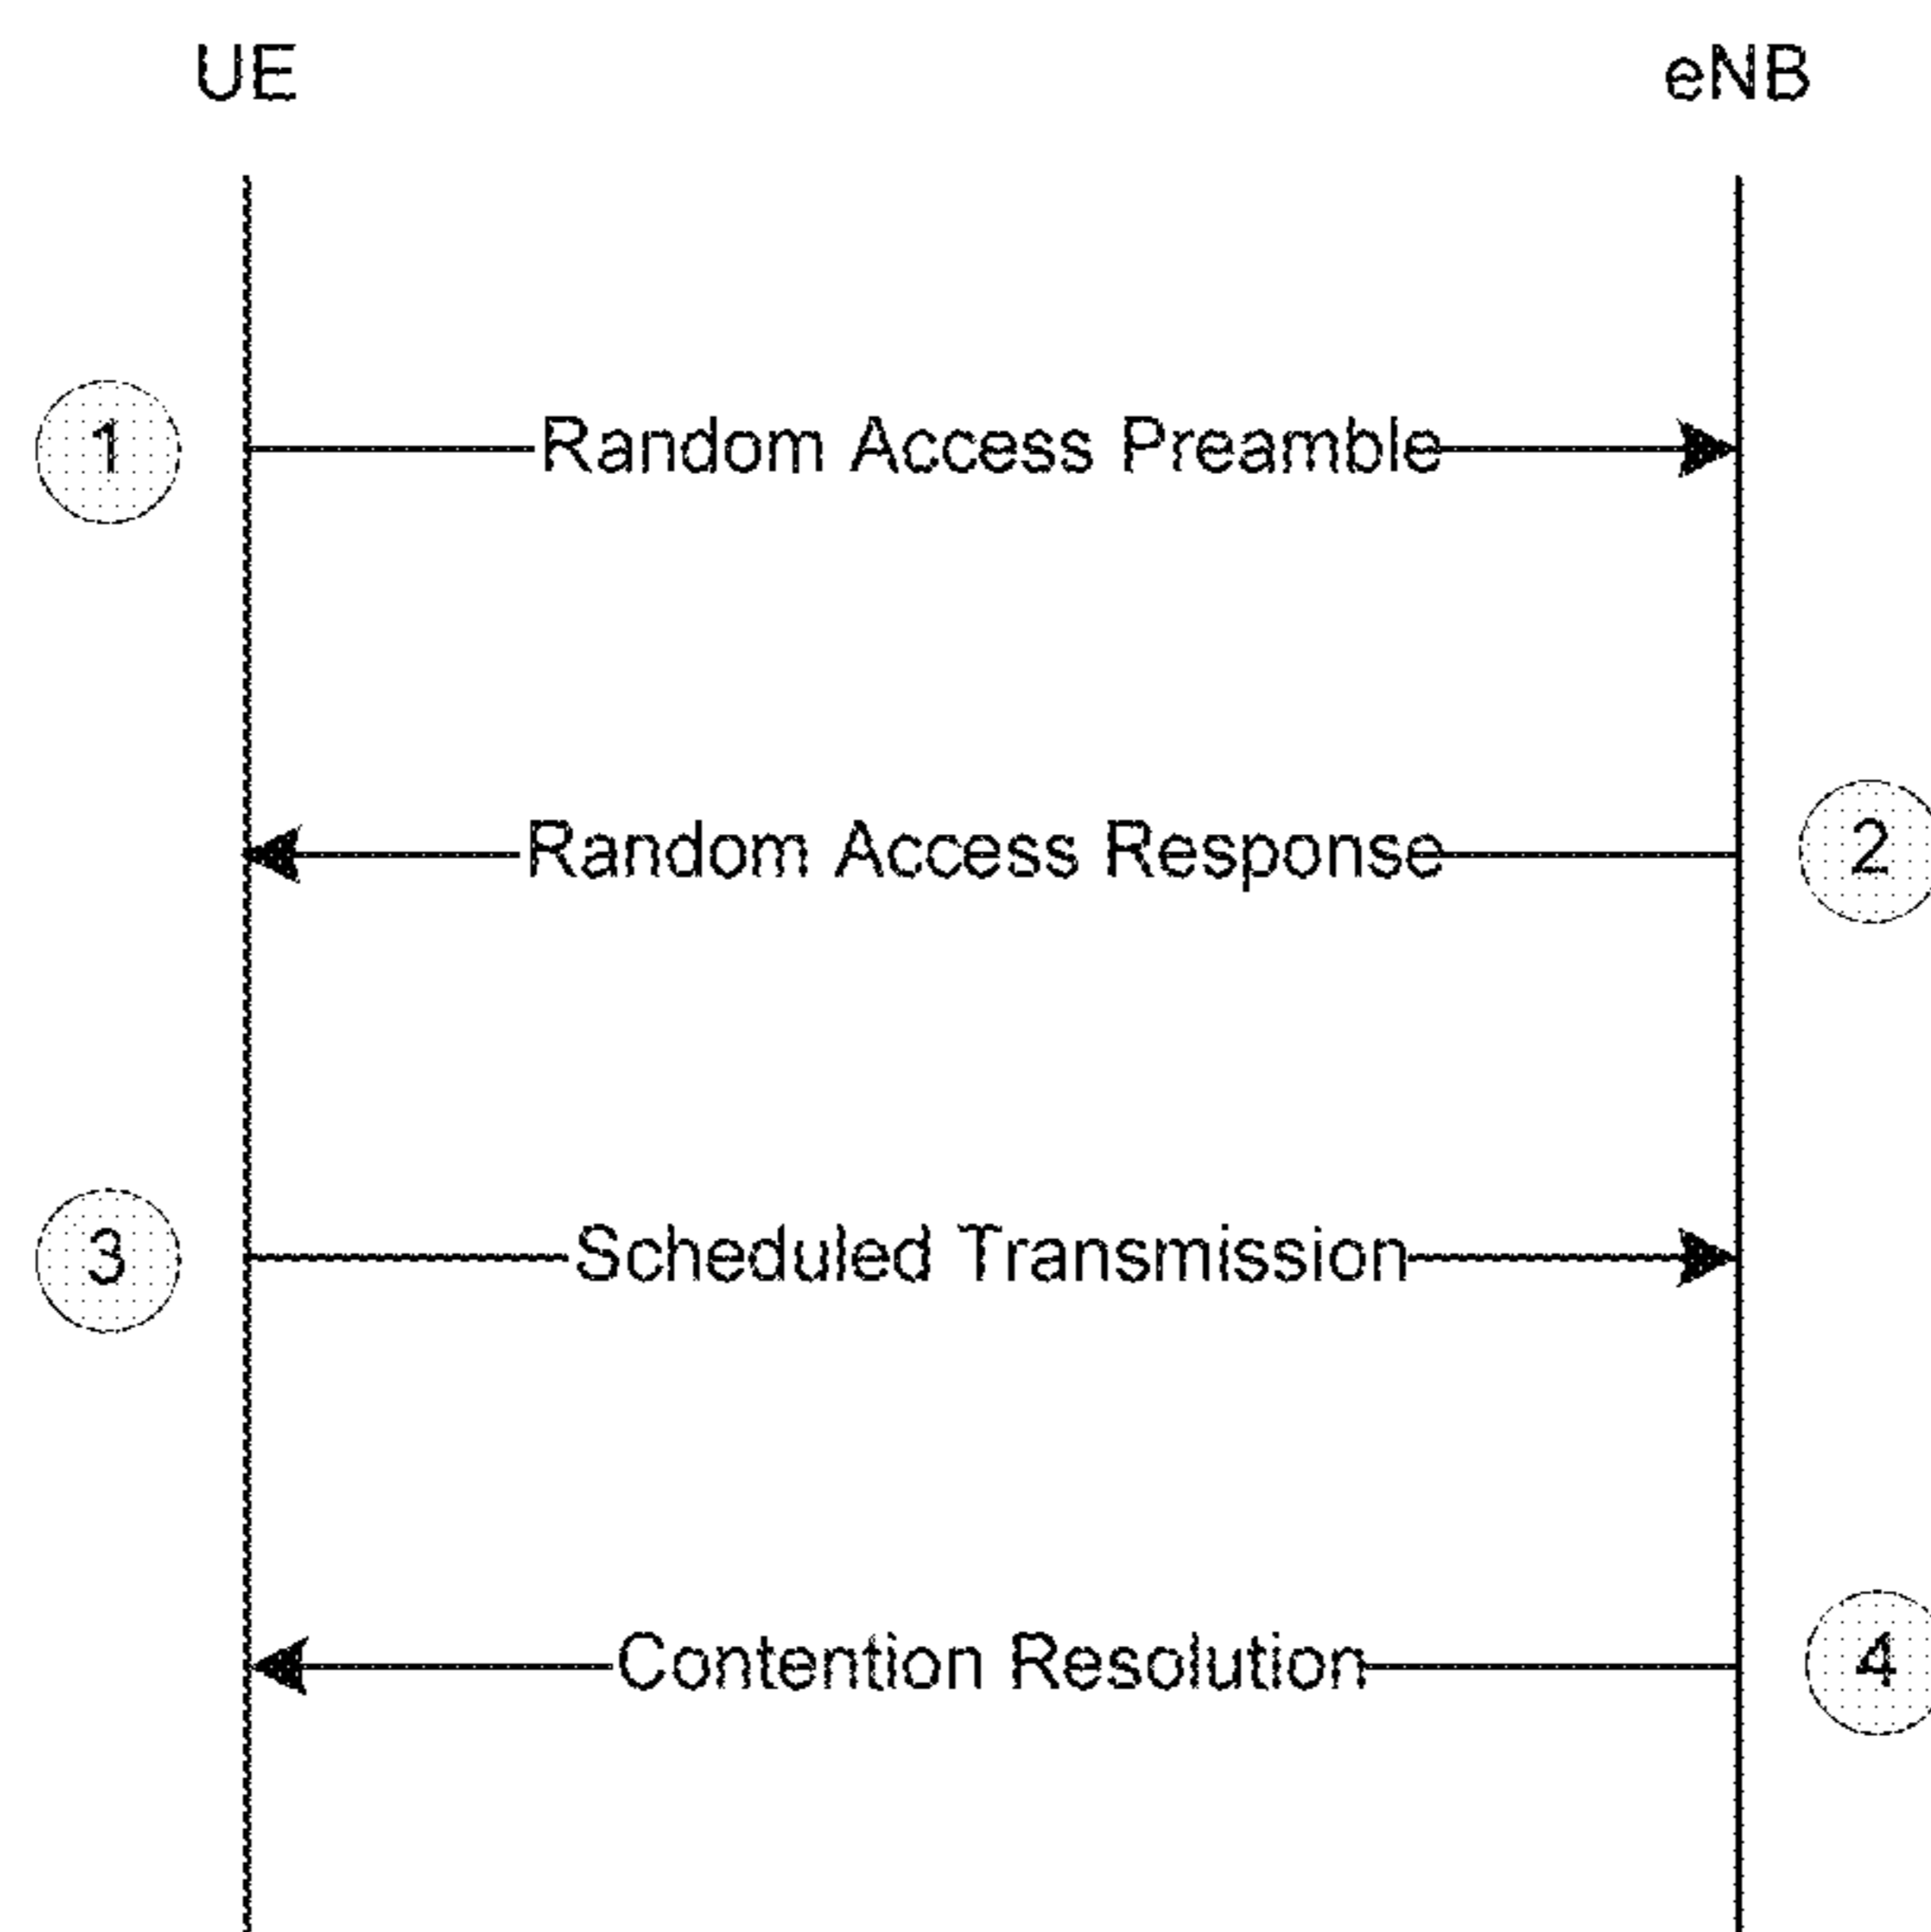 UE eNB
1 Random Access Preamble
Random Access Response 2
3 Scheduled Transmission
Contention Resolution 4